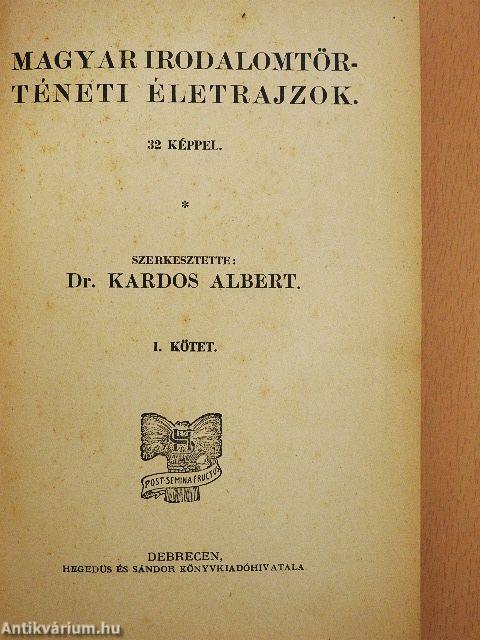 MAGYAR IRODALOMTÖR-
TÉNETI ÉLETRAJZOK.
32 KÉPPEL.
*
SZERKESZTETTE:
Dr. KARDOS ALBERT.
I. KÖTET.
POST·SEMINA·FRUCTUS
DEBRECEN,
HEGEDÜS ÉS SÁNDOR KÖNYVKIADÓHIVATALA
Antikvárium.hu